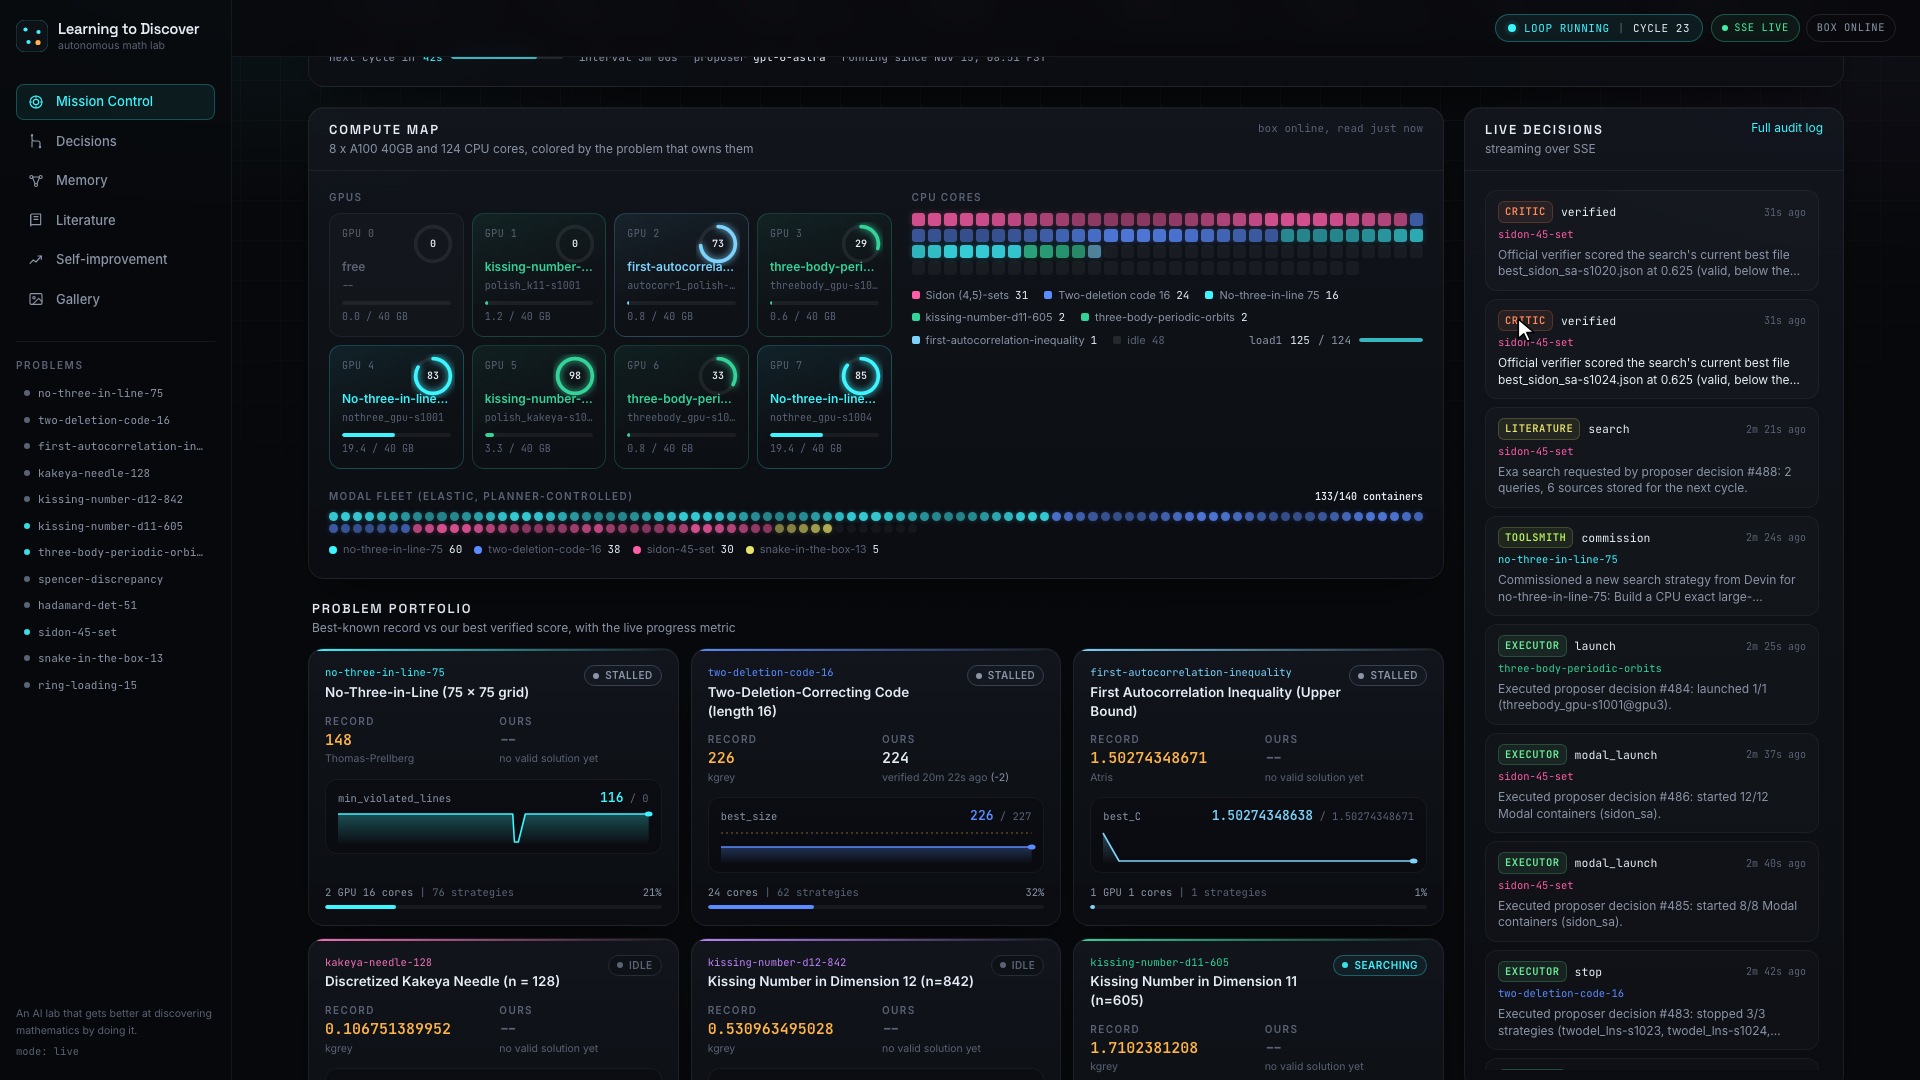 Learning to Discover
autonomous math lab
Mission Control
Decisions
Memory
Literature
Self-improvement
Gallery
PROBLEMS
no-three-in-line-75
two-deletion-code-16
first-autocorrelation-in…
kakeya-needle-128
kissing-number-d12-842
kissing-number-d11-605
three-body-periodic-orbi…
spencer-discrepancy
hadamard-det-51
sidon-45-set
snake-in-the-box-13
ring-loading-15
An AI lab that gets better at discovering
mathematics by doing it.
mode: live
LOOP RUNNING | CYCLE 23
SSE LIVE
BOX ONLINE
next cycle in 42s interval 3m 00s proposer gpt-6-astra running since NOV 15, 08:51 PST
COMPUTE MAP
box online, read just now
8 x A100 40GB and 124 CPU cores, colored by the problem that owns them
GPUS
GPU 0
0
free
--
0.0 / 40 GB
GPU 1
0
kissing-number-…
polish_k11-s1001
1.2 / 40 GB
GPU 2
73
first-autocorrela…
autocorr1_polish-…
0.8 / 40 GB
GPU 3
29
three-body-peri…
threebody_gpu-s10…
0.6 / 40 GB
GPU 4
83
No-three-in-line…
nothree_gpu-s1001
19.4 / 40 GB
GPU 5
98
kissing-number-…
polish_kakeya-s10…
3.3 / 40 GB
GPU 6
33
three-body-peri…
threebody_gpu-s10…
0.8 / 40 GB
GPU 7
85
No-three-in-line…
nothree_gpu-s1004
19.4 / 40 GB
CPU CORES
Sidon (4,5)-sets 31 Two-deletion code 16 24 No-three-in-line 75 16
kissing-number-d11-605 2 three-body-periodic-orbits 2
first-autocorrelation-inequality 1 idle 48 load1 125 / 124
MODAL FLEET (ELASTIC, PLANNER-CONTROLLED)
133/140 containers
no-three-in-line-75 60 two-deletion-code-16 38 sidon-45-set 30 snake-in-the-box-13 5
PROBLEM PORTFOLIO
Best-known record vs our best verified score, with the live progress metric
no-three-in-line-75
STALLED
No-Three-in-Line (75 × 75 grid)
RECORD OURS
148 --
Thomas-Prellberg no valid solution yet
min_violated_lines 116 / 0
2 GPU 16 cores | 76 strategies 21%
two-deletion-code-16
STALLED
Two-Deletion-Correcting Code
(length 16)
RECORD OURS
226 224
kgrey verified 20m 22s ago (-2)
best_size 226 / 227
24 cores | 62 strategies 32%
first-autocorrelation-inequality
STALLED
First Autocorrelation Inequality (Upper
Bound)
RECORD OURS
1.50274348671 --
Atris no valid solution yet
best_C 1.50274348638 / 1.50274348671
1 GPU 1 cores | 1 strategies 1%
kakeya-needle-128
IDLE
Discretized Kakeya Needle (n = 128)
RECORD OURS
0.106751389952 --
kgrey no valid solution yet
kissing-number-d12-842
IDLE
Kissing Number in Dimension 12 (n=842)
RECORD OURS
0.530963495028 --
kgrey no valid solution yet
kissing-number-d11-605
SEARCHING
Kissing Number in Dimension 11
(n=605)
RECORD OURS
1.7102381208 --
kgrey no valid solution yet
LIVE DECISIONS
Full audit log
streaming over SSE
CRITIC verified 31s ago
sidon-45-set
Official verifier scored the search's current best file
best_sidon_sa-s1020.json at 0.625 (valid, below the…
CRITIC verified 31s ago
sidon-45-set
Official verifier scored the search's current best file
best_sidon_sa-s1024.json at 0.625 (valid, below the…
LITERATURE search 2m 21s ago
sidon-45-set
Exa search requested by proposer decision #488: 2
queries, 6 sources stored for the next cycle.
TOOLSMITH commission 2m 24s ago
no-three-in-line-75
Commissioned a new search strategy from Devin for
no-three-in-line-75: Build a CPU exact large-…
EXECUTOR launch 2m 25s ago
three-body-periodic-orbits
Executed proposer decision #484: launched 1/1
(threebody_gpu-s1001@gpu3).
EXECUTOR modal_launch 2m 37s ago
sidon-45-set
Executed proposer decision #486: started 12/12
Modal containers (sidon_sa).
EXECUTOR modal_launch 2m 40s ago
sidon-45-set
Executed proposer decision #485: started 8/8 Modal
containers (sidon_sa).
EXECUTOR stop 2m 42s ago
two-deletion-code-16
Executed proposer decision #483: stopped 3/3
strategies (twodel_lns-s1023, twodel_lns-s1024,…